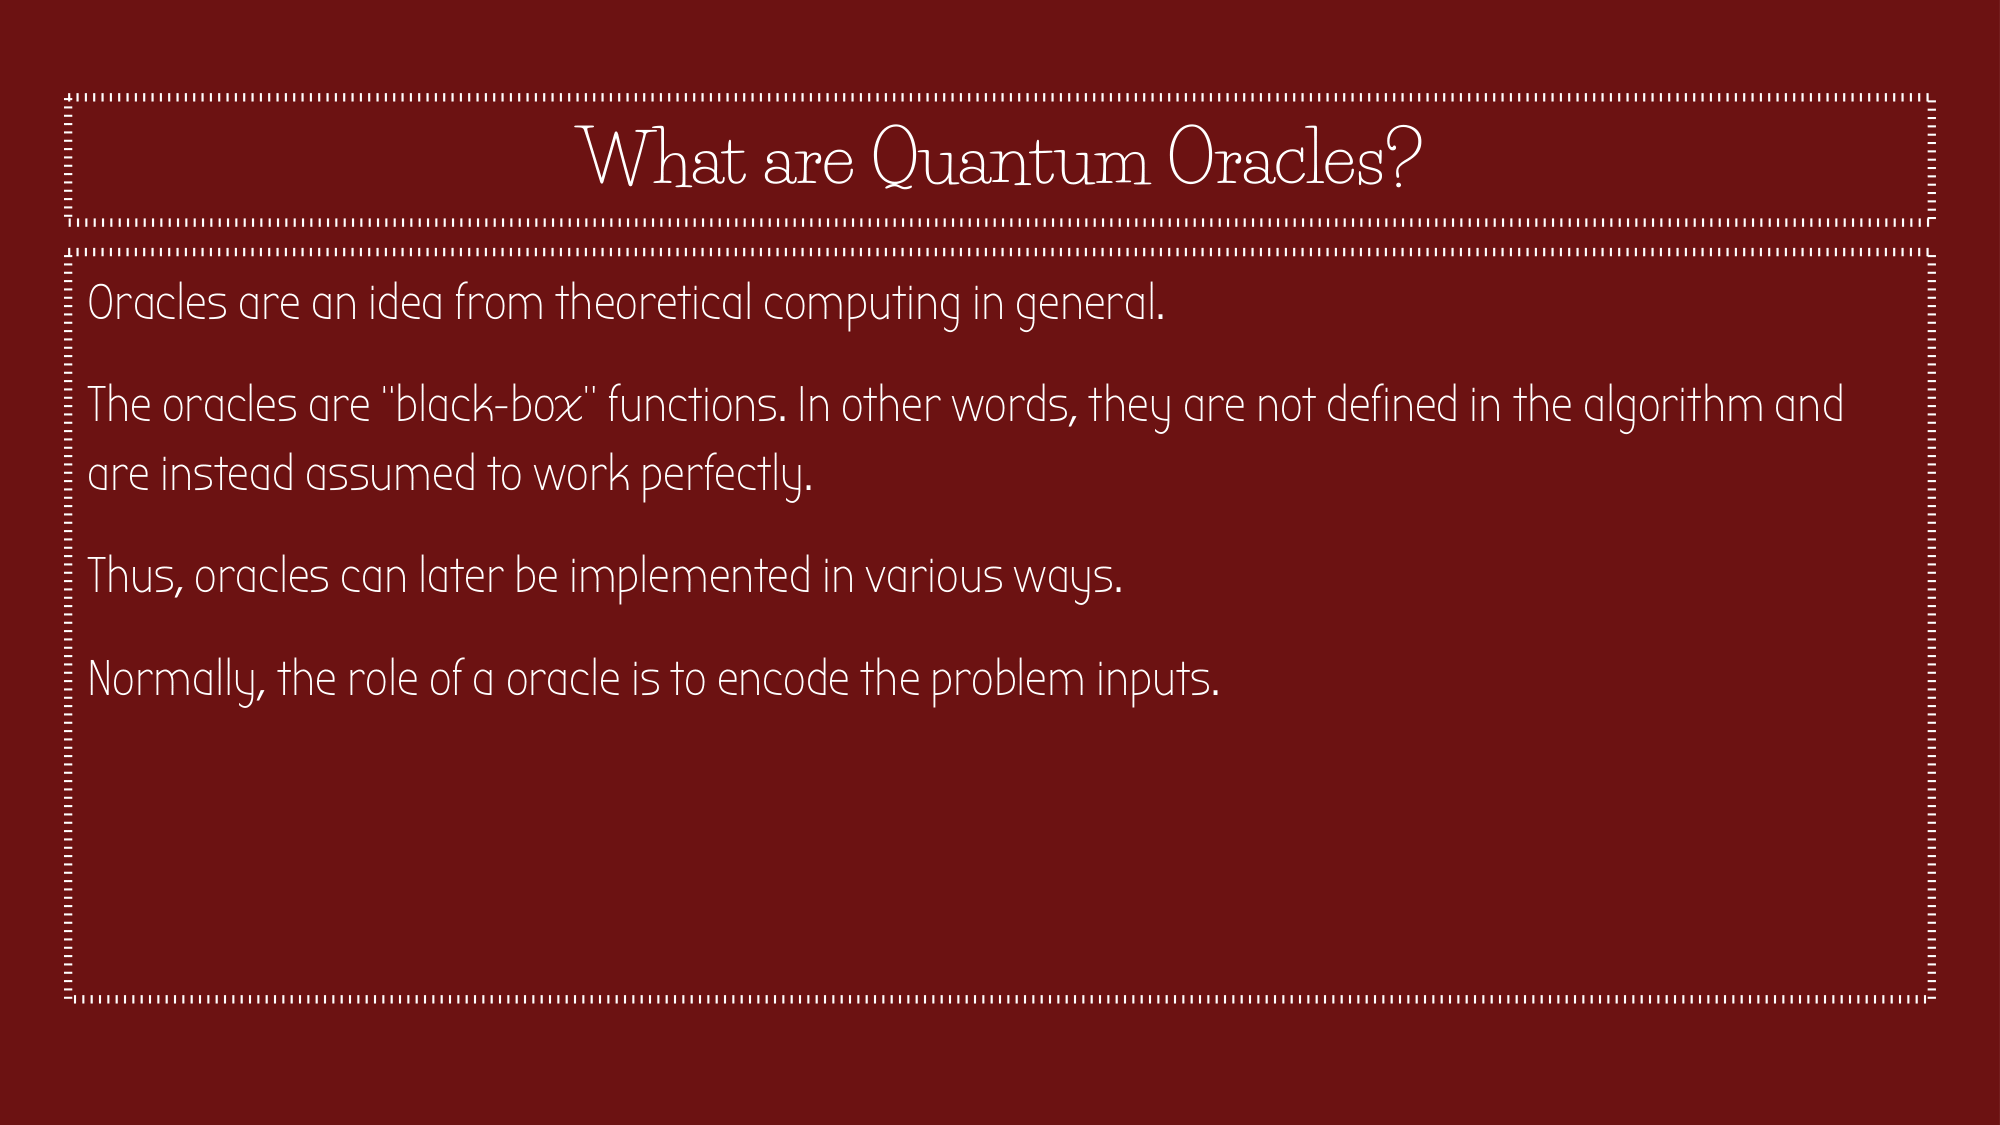 What are Quantum Oracles?
Oracles are an idea from theoretical computing in general.
The oracles are "black-box" functions. In other words, they are not defined in the algorithm and
are instead assumed to work perfectly.
Thus, oracles can later be implemented in various ways.
Normally, the role of a oracle is to encode the problem inputs.